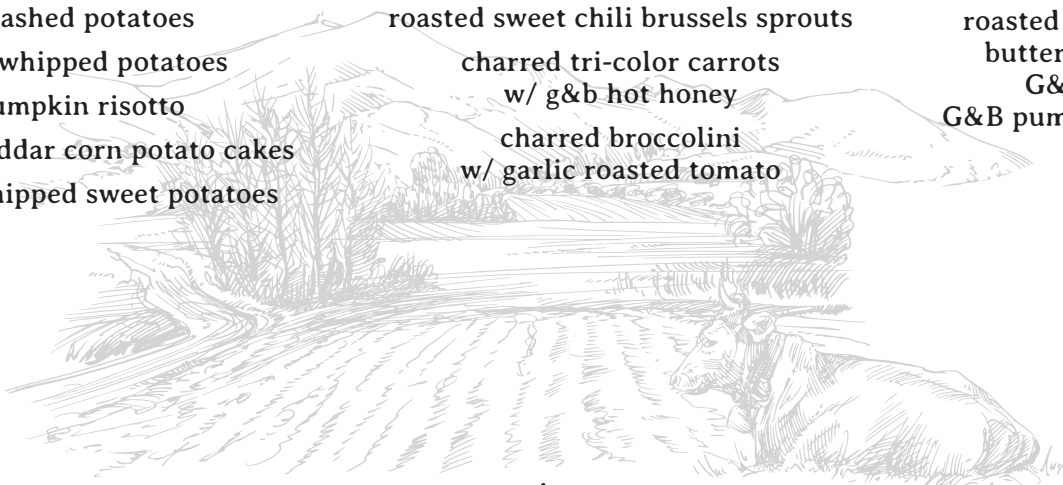 ashed potatoes
whipped potatoes
umpkin risotto
ddar corn potato cakes
hipped sweet potatoes
roasted sweet chili brussels sprouts
charred tri-color carrots
w/ g&b hot honey
charred broccolini
w/ garlic roasted tomato
roasted
butter
G&
G&B pum